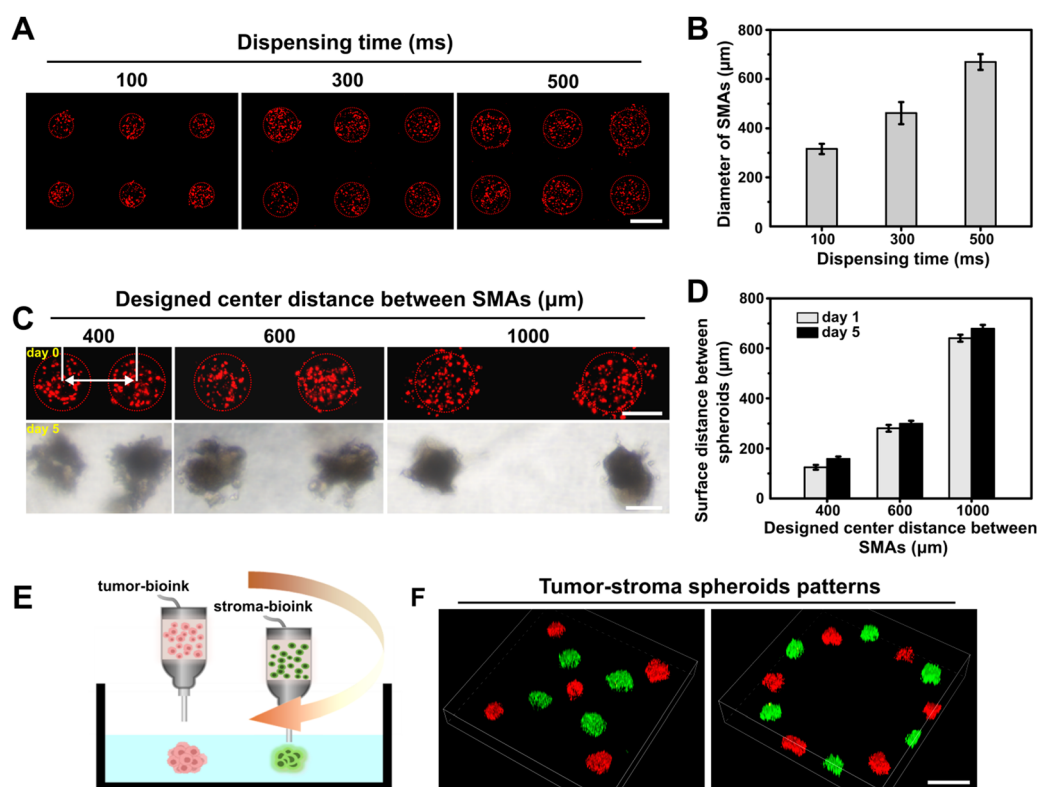 A
Dispensing time (ms)
100 300 500
B
Diameter of SMAs (μm)
800
600
400
200
0
100 300 500
Dispensing time (ms)
C
Designed center distance between SMAs (μm)
400 600 1000
day 0
day 5
D
Surface distance between
spheroids (μm)
800
600
400
200
0
day 1
day 5
400 600 1000
Designed center distance between
SMAs (μm)
E
tumor-bioink
stroma-bioink
F
Tumor-stroma spheroids patterns